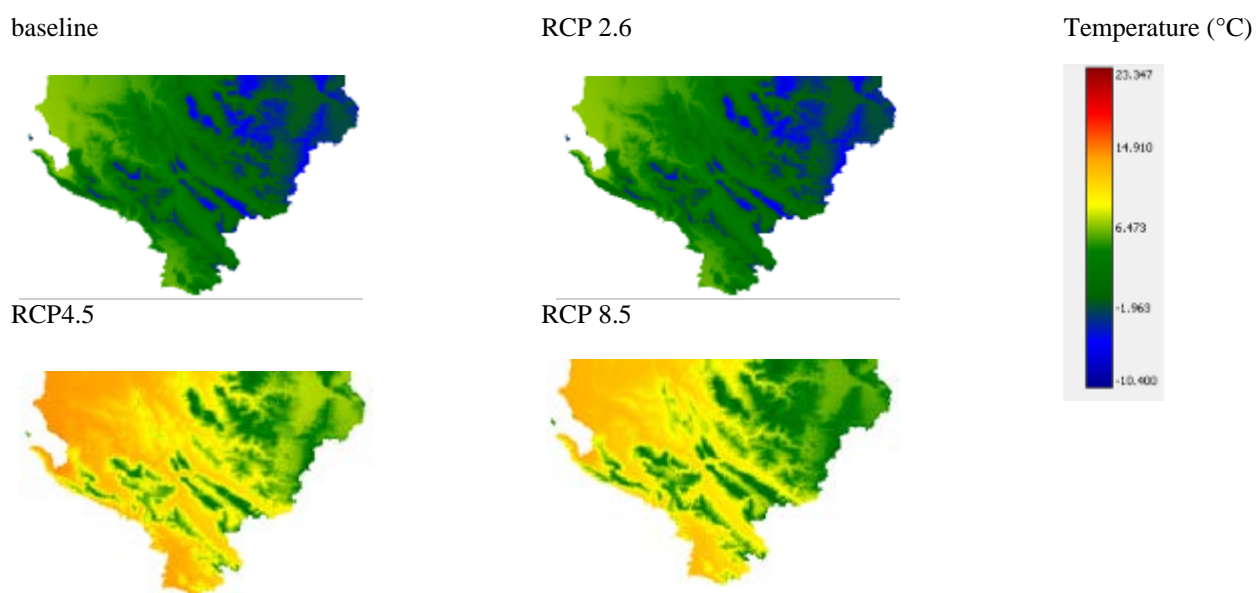 baseline
RCP 2.6
Temperature (°C)
23.347
14.910
6.473
-1.963
-10.400
RCP4.5
RCP 8.5